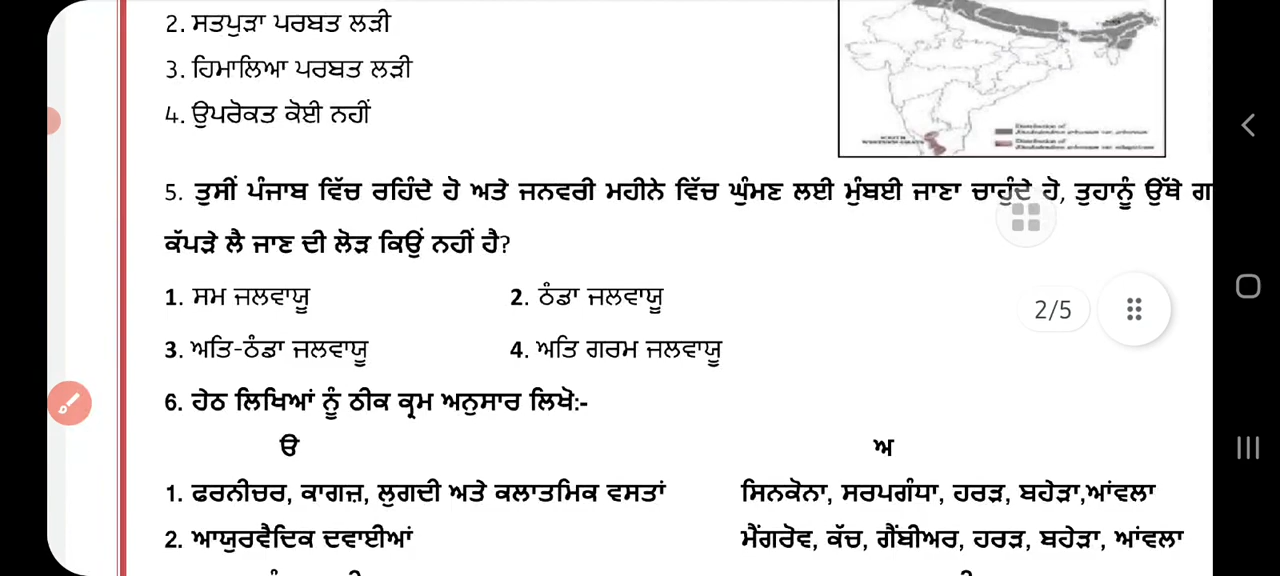 2. ਸਤਪੁੜਾ ਪਰਬਤ ਲੜੀ
3. ਹਿਮਾਲਿਆ ਪਰਬਤ ਲੜੀ
4. ਉਪਰੋਕਤ ਕੋਈ ਨਹੀਂ
5. ਤੁਸੀਂ ਪੰਜਾਬ ਵਿੱਚ ਰਹਿੰਦੇ ਹੋ ਅਤੇ ਜਨਵਰੀ ਮਹੀਨੇ ਵਿੱਚ ਘੁੰਮਣ ਲਈ ਮੁੰਬਈ ਜਾਣਾ ਚਾਹੁੰਦੇ ਹੋ, ਤੁਹਾਨੂੰ ਉੱਥੇ ਗ
ਕੱਪੜੇ ਲੈ ਜਾਣ ਦੀ ਲੋੜ ਕਿਉਂ ਨਹੀਂ ਹੈ?
1. ਸਮ ਜਲਵਾਯੂ 2. ਠੰਡਾ ਜਲਵਾਯੂ
2/5
3. ਅਤਿ-ਠੰਡਾ ਜਲਵਾਯੂ 4. ਅਤਿ ਗਰਮ ਜਲਵਾਯੂ
6. ਹੇਠ ਲਿਖਿਆਂ ਨੂੰ ਠੀਕ ਕ੍ਰਮ ਅਨੁਸਾਰ ਲਿਖੋ:-
ੳ ਅ
1. ਫਰਨੀਚਰ, ਕਾਗਜ਼, ਲੁਗਦੀ ਅਤੇ ਕਲਾਤਮਿਕ ਵਸਤਾਂ ਸਿਨਕੋਨਾ, ਸਰਪਗੰਧਾ, ਹਰੜ, ਬਹੇੜਾ,ਆਂਵਲਾ
2. ਆਯੁਰਵੈਦਿਕ ਦਵਾਈਆਂ ਮੈਂਗਰੋਵ, ਕੱਚ, ਗੈਂਬੀਅਰ, ਹਰੜ, ਬਹੇੜਾ, ਆਂਵਲਾ